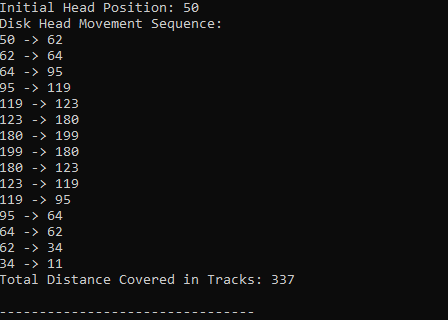 Initial Head Position: 50
Disk Head Movement Sequence:
50 -> 62
62 -> 64
64 -> 95
95 -> 119
119 -> 123
123 -> 180
180 -> 199
199 -> 180
180 -> 123
123 -> 119
119 -> 95
95 -> 64
64 -> 62
62 -> 34
34 -> 11
Total Distance Covered in Tracks: 337
--------------------------------